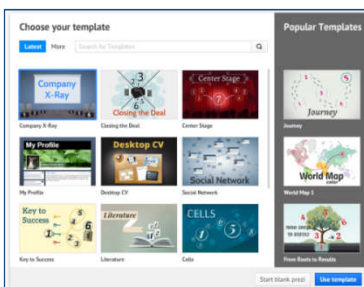 Choose your template
Popular Templates
Latest
More
Search for Templates
Company
X-Ray
Closing the Deal
Center Stage
Journey
Company X-Ray
Closing the Deal
Center Stage
Journey
My Profile
Desktop CV
Social Network
World Map
My Profile
Desktop CV
Social Network
World Map 1
Key to
Success
Literature
CELLS
Key to Success
Literature
Cells
From Roots to Results
Start blank prezi
Use template